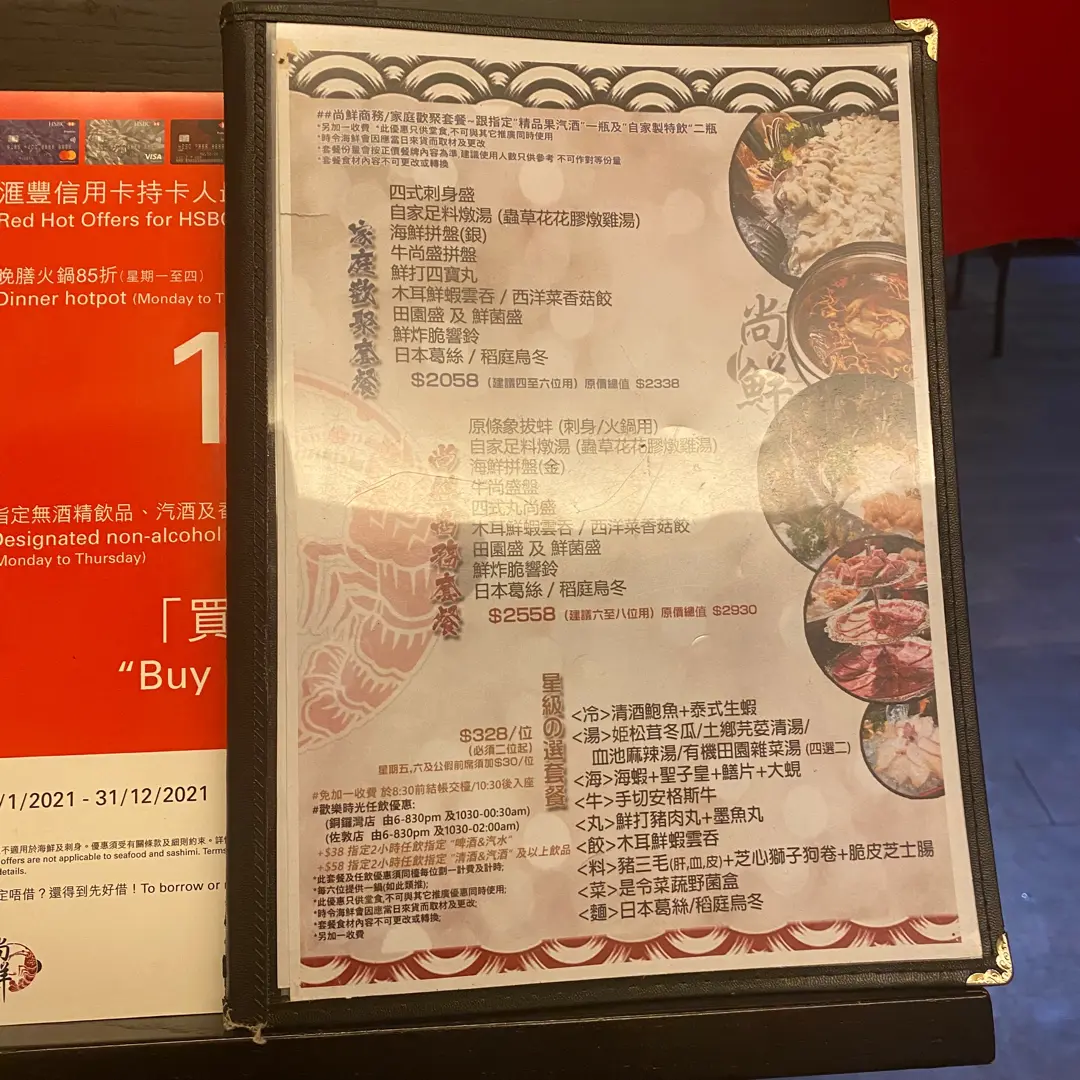 HSBC
VISA
滙豐信用卡持卡人
Red Hot Offers for HSBC
晚膳火鍋85折(星期一至四)
Dinner hotpot (Monday to T
1
指定無酒精飲品、汽酒及
Designated non-alcohol
Monday to Thursday)
「買
“Buy
/1/2021 - 31/12/2021
不適用於海鮮及刺身。優惠須受有關條款及細則約束。
offers are not applicable to seafood and sashimi. Terms
details.
定唔借？還得到先好借！To borrow or
尚鮮
##尚鮮商務/家庭歡聚套餐~跟指定"精品果汽酒"一瓶及"自家製特飲"二瓶
*另加一收費 *此優惠只供堂食,不可與其它推廣同時使用
*時令海鮮會因應當日來貨而取材及更改
*套餐份量會按正價餐牌內容為準,建議使用人數只供參考 不可作對等份量
*套餐食材內容不可更改或轉換
家庭歡聚套餐
四式刺身盛
自家足料燉湯 (蟲草花花膠燉雞湯)
海鮮拼盤(銀)
牛尚盛拼盤
鮮打四寶丸
木耳鮮蝦雲吞 / 西洋菜香菇餃
田園盛 及 鮮菌盛
鮮炸脆響鈴
日本葛絲 / 稻庭烏冬
$2058 (建議四至六位用) 原價總值 $2338
尚鮮
尚鮮商務套餐
原條象拔蚌 (刺身/火鍋用)
自家足料燉湯 (蟲草花花膠燉雞湯)
海鮮拼盤(金)
牛尚盛盤
四式丸尚盛
木耳鮮蝦雲吞 / 西洋菜香菇餃
田園盛 及 鮮菌盛
鮮炸脆響鈴
日本葛絲 / 稻庭烏冬
$2558 (建議六至八位用) 原價總值 $2930
星級の選套餐
$328/位
(必須二位起)
星期五,六及公假前席須加$30/位
<冷>清酒鮑魚+泰式生蝦
<湯>姬松茸冬瓜/土鄉芫荽清湯/
血池麻辣湯/有機田園雜菜湯 (四選二)
<海>海蝦+聖子皇+鱔片+大蜆
<牛>手切安格斯牛
<丸>鮮打豬肉丸+墨魚丸
<餃>木耳鮮蝦雲吞
<料>豬三毛(肝,血,皮)+芝心獅子狗卷+脆皮芝士腸
<菜>是令菜蔬野菌盒
<麵>日本葛絲/稻庭烏冬
#免加一收費 於8:30前結帳交檯/10:30後入座
#歡樂時光任飲優惠:
(銅鑼灣店 由6-830pm 及1030-00:30am)
(佐敦店 由6-830pm 及1030-02:00am)
+$38 指定2小時任飲指定 "啤酒&汽水"
+$58 指定2小時任飲指定 "清酒&汽酒" 及以上飲品
*此套餐及任飲優惠須同檯每位劃一計費及計時;
*每六位提供一鍋(如此類推);
*此優惠只供堂食,不可與其它推廣優惠同時使用;
*時令海鮮會因應當日來貨而取材及更改;
*套餐食材內容不可更改或轉換;
*另加一收費